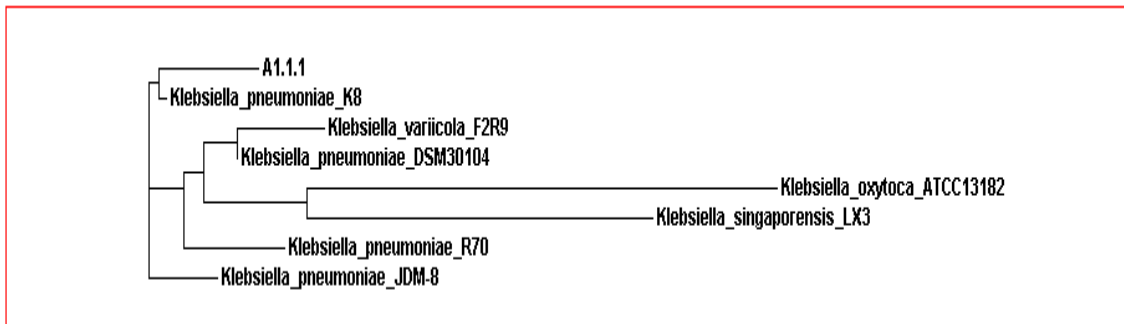 A1.1.1
Klebsiella_pneumoniae_K8
Klebsiella_variicola_F2R9
Klebsiella_pneumoniae_DSM30104
Klebsiella_oxytoca_ATCC13182
Klebsiella_singaporensis_LX3
Klebsiella_pneumoniae_R70
Klebsiella_pneumoniae_JDM-8